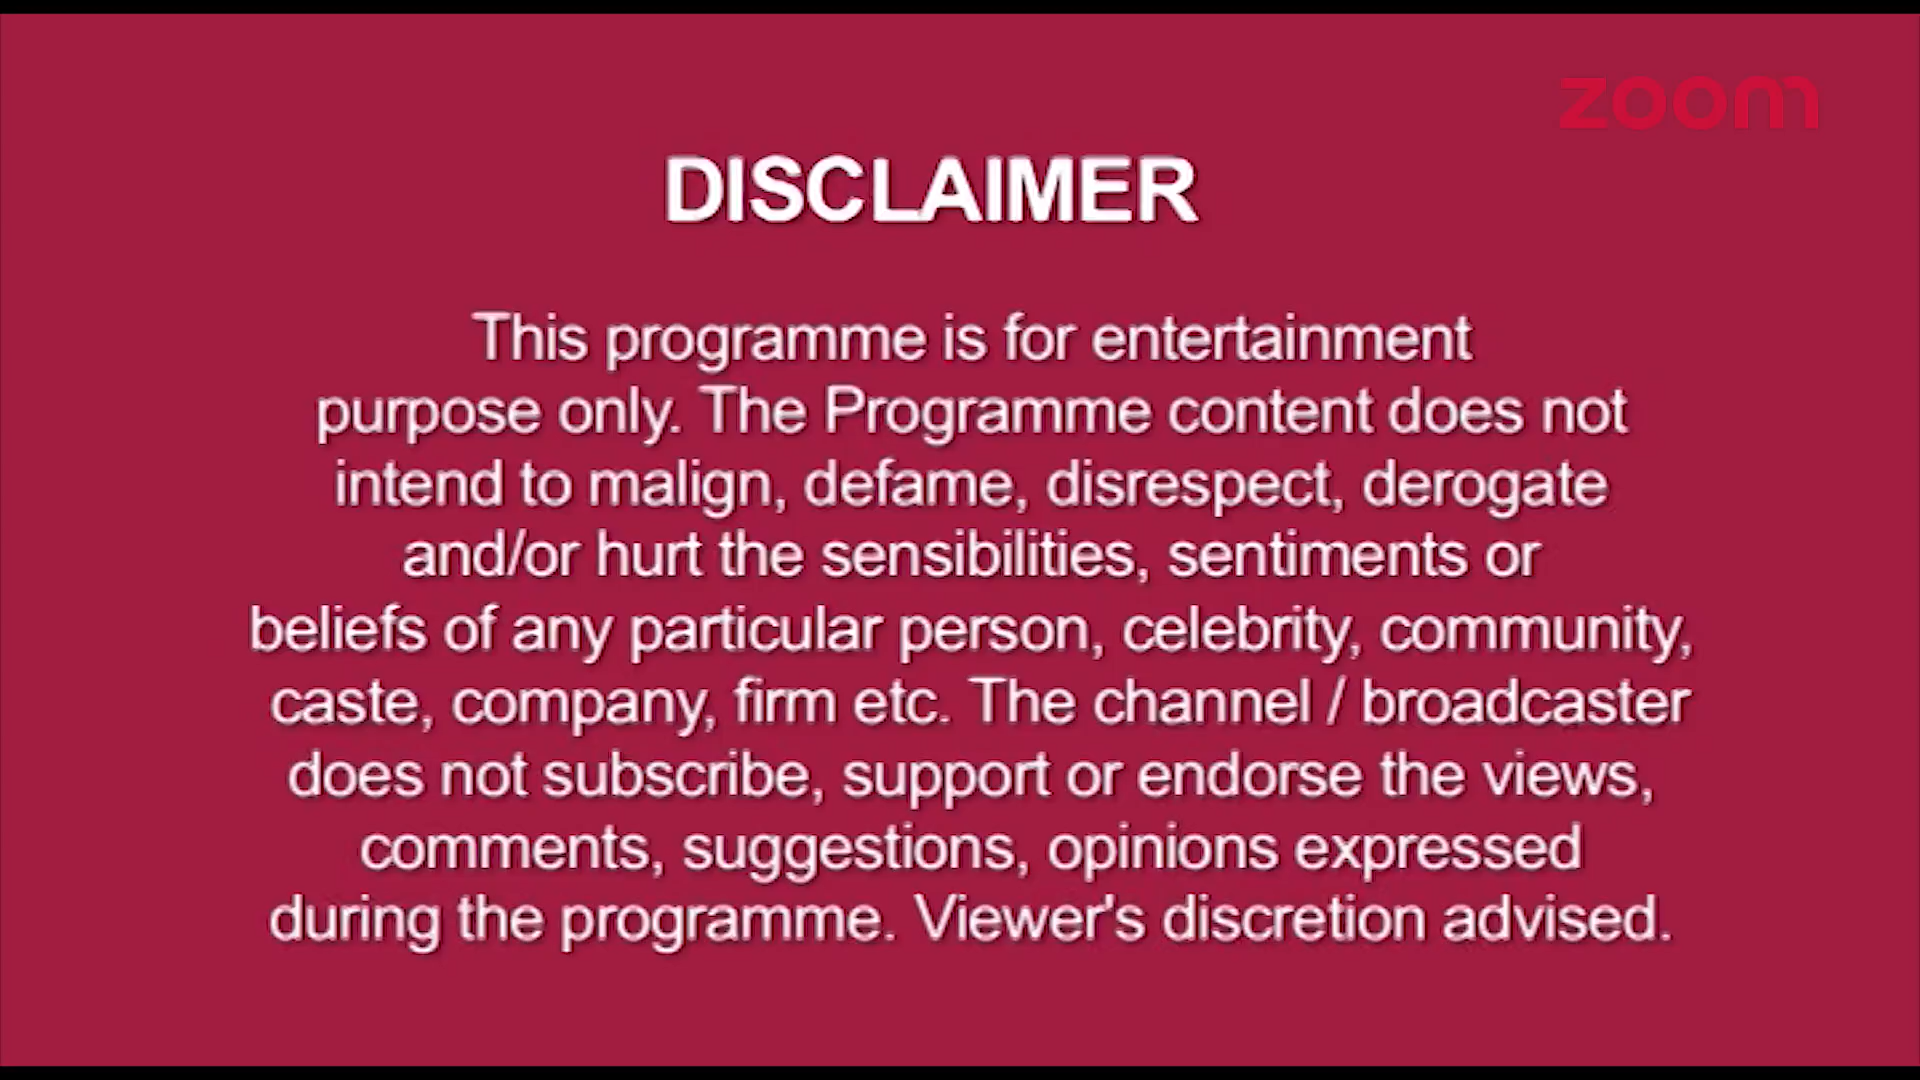 zoom
DISCLAIMER
This programme is for entertainment
purpose only. The Programme content does not
intend to malign, defame, disrespect, derogate
and/or hurt the sensibilities, sentiments or
beliefs of any particular person, celebrity, community,
caste, company, firm etc. The channel / broadcaster
does not subscribe, support or endorse the views,
comments, suggestions, opinions expressed
during the programme. Viewer's discretion advised.